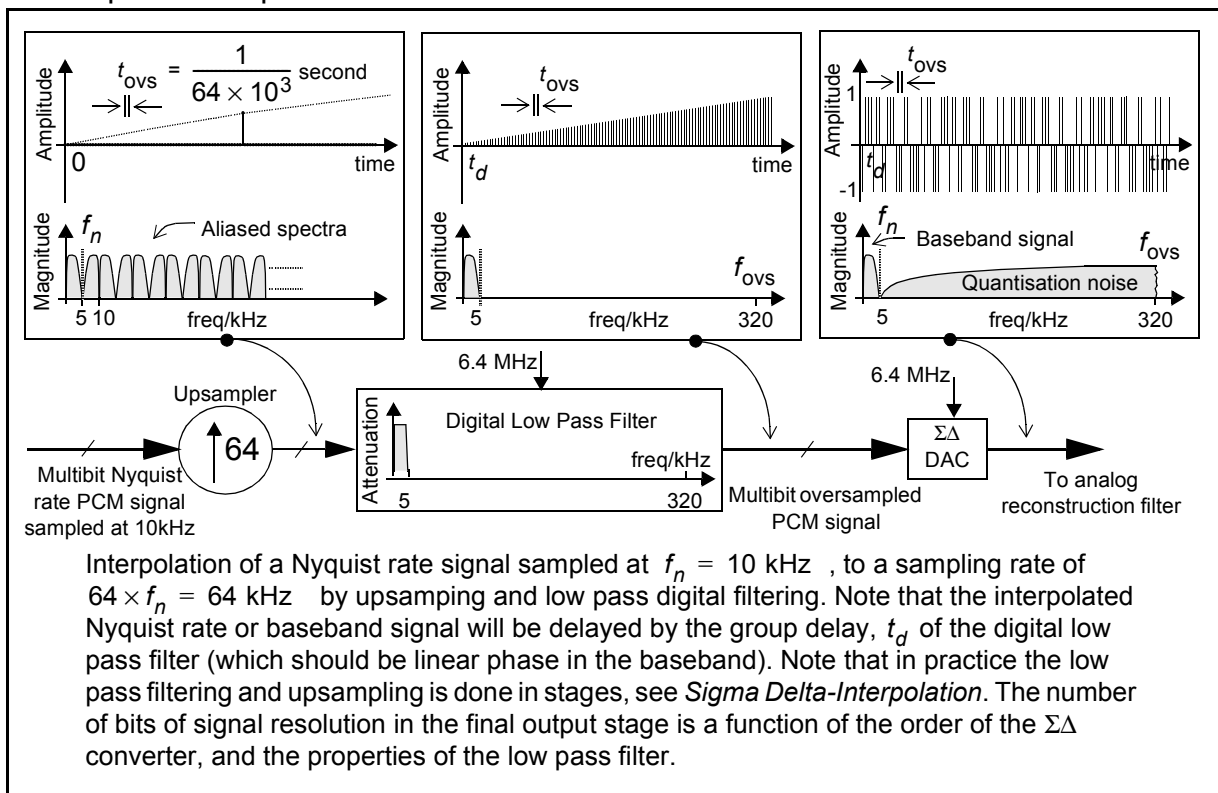 t_ovs = 1 / (64 × 10^3) second
Amplitude
0
time
Magnitude
f_n
Aliased spectra
5 10
freq/kHz
t_ovs
Amplitude
t_d
time
Magnitude
f_ovs
5
freq/kHz
320
t_ovs
1
Amplitude
t_d
time
-1
Magnitude
f_n
Baseband signal
f_ovs
Quantisation noise
5
freq/kHz
320
Upsampler
64
Multibit Nyquist
rate PCM signal
sampled at 10kHz
6.4 MHz
Attenuation
Digital Low Pass Filter
freq/kHz
5
320
Multibit oversampled
PCM signal
6.4 MHz
ΣΔ
DAC
To analog
reconstruction filter
Interpolation of a Nyquist rate signal sampled at f_n = 10 kHz , to a sampling rate of
64 × f_n = 64 kHz by upsamping and low pass digital filtering. Note that the interpolated
Nyquist rate or baseband signal will be delayed by the group delay, t_d of the digital low
pass filter (which should be linear phase in the baseband). Note that in practice the low
pass filtering and upsampling is done in stages, see Sigma Delta-Interpolation. The number
of bits of signal resolution in the final output stage is a function of the order of the ΣΔ
converter, and the properties of the low pass filter.